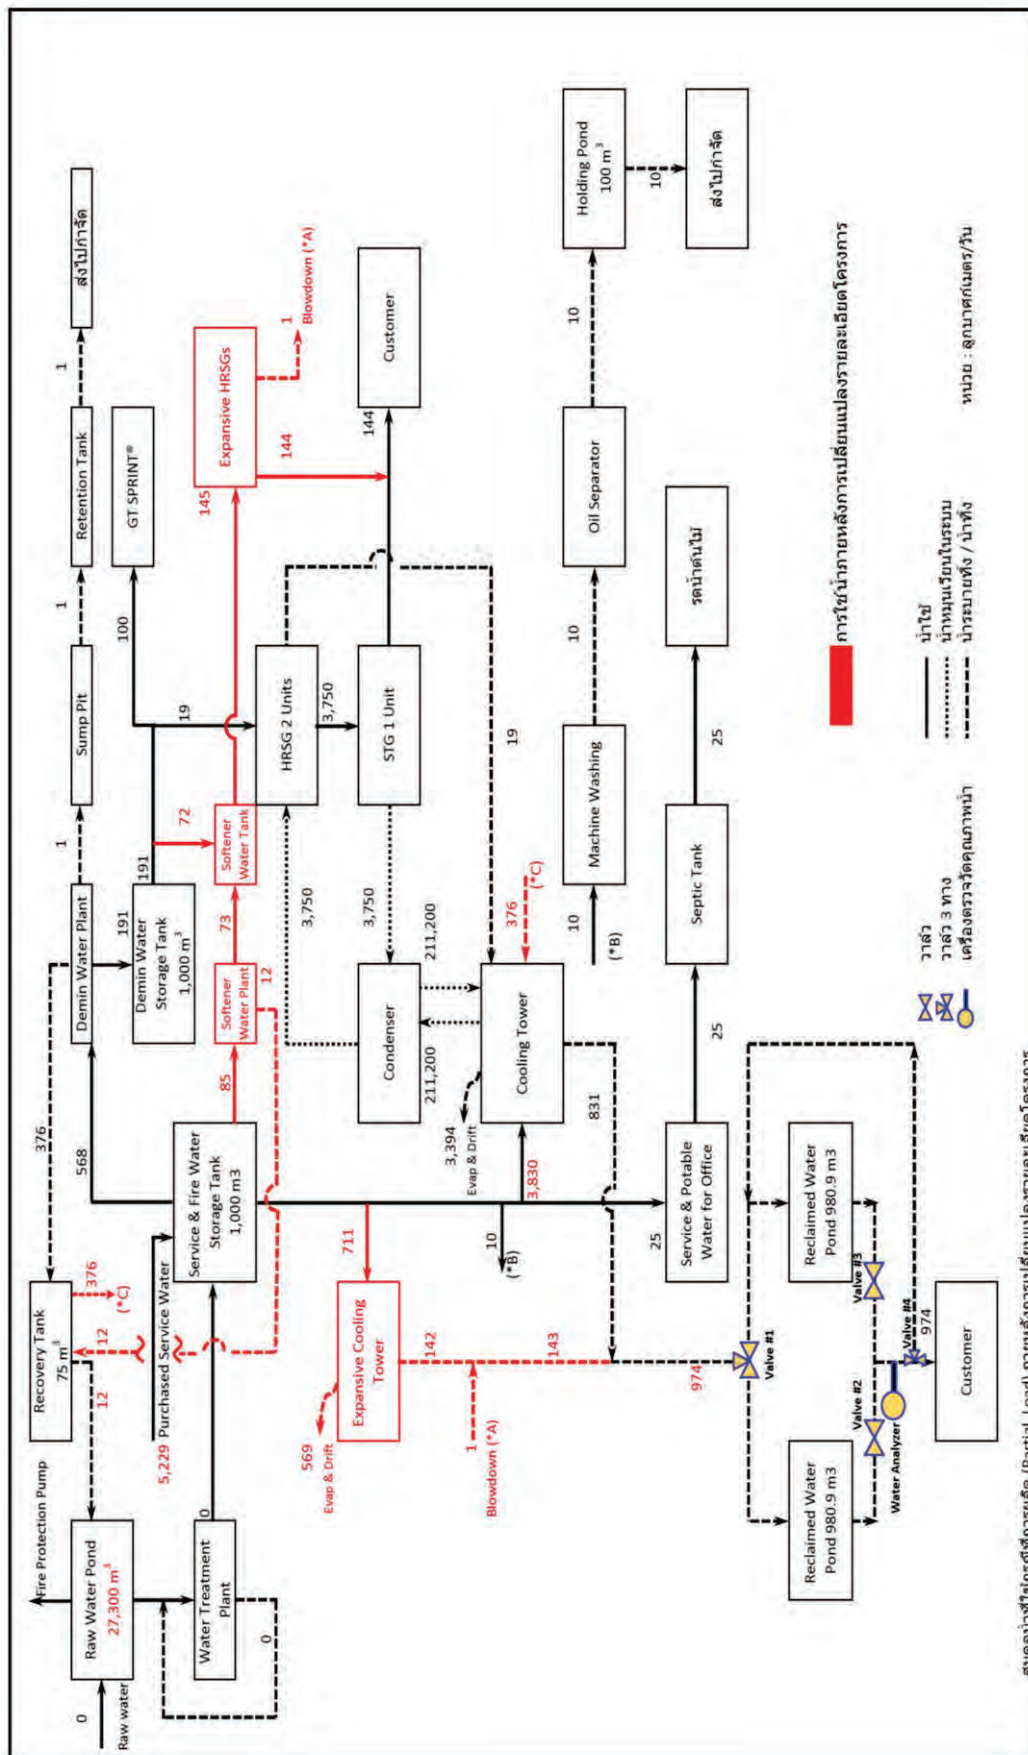 Fire Protection Pump
0
Raw water
Raw Water Pond
27,300 m³
Water Treatment
Plant
0
0
12
Recovery Tank
75 m³
12
376
(*C)
5,229 Purchased Service Water
376
568
Service & Fire Water
Storage Tank
1,000 m3
Demin Water Plant
191
Demin Water
Storage Tank
1,000 m³
191
1
Sump Pit
1
Retention Tank
1
ส่งไปกำจัด
100
GT SPRINT®
19
72
85
Softener
Water Plant
12
73
Softener
Water Tank
145
Expansive HRSGs
1
Blowdown (*A)
144
HRSG 2 Units
3,750
STG 1 Unit
144
Customer
3,750
3,750
Condenser
211,200
211,200
3,394
Evap & Drift
Cooling Tower
376
(*C)
19
3,830
831
711
Expansive Cooling
Tower
569
Evap & Drift
142
1
Blowdown (*A)
143
974
10
(*B)
25
Service & Potable
Water for Office
25
Septic Tank
25
รดน้ำต้นไม้
10
(*B)
Machine Washing
10
Oil Separator
10
Holding Pond
100 m³
10
ส่งไปกำจัด
Valve #1
Reclaimed Water
Pond 980.9 m3
Reclaimed Water
Pond 980.9 m3
Valve #2
Valve #3
Valve #4
Water Analyzer
974
Customer
การใช้น้ำภายหลังการเปลี่ยนแปลงรายละเอียดโครงการ
วาล์ว
วาล์ว 3 ทาง
เครื่องตรวจวัดคุณภาพน้ำ
น้ำใช้
น้ำหมุนเวียนในระบบ
น้ำระบายทิ้ง / น้ำทิ้ง
หน่วย : ลูกบาศก์เมตร/วัน